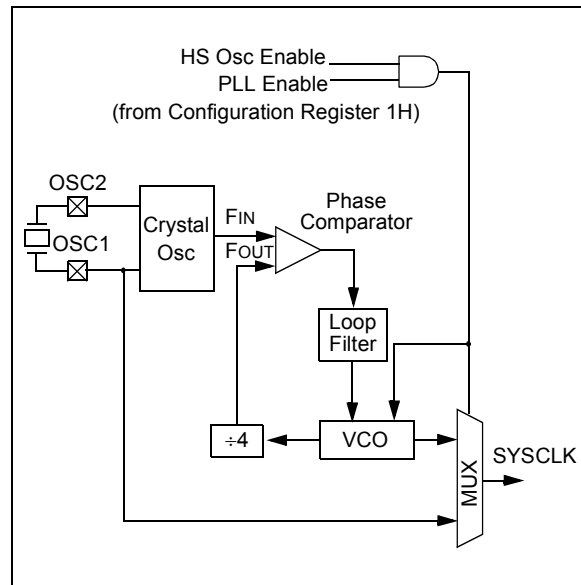 HS Osc Enable
PLL Enable
(from Configuration Register 1H)
OSC2
OSC1
Crystal
Osc
FIN
FOUT
Phase
Comparator
Loop
Filter
÷4
VCO
MUX
SYSCLK